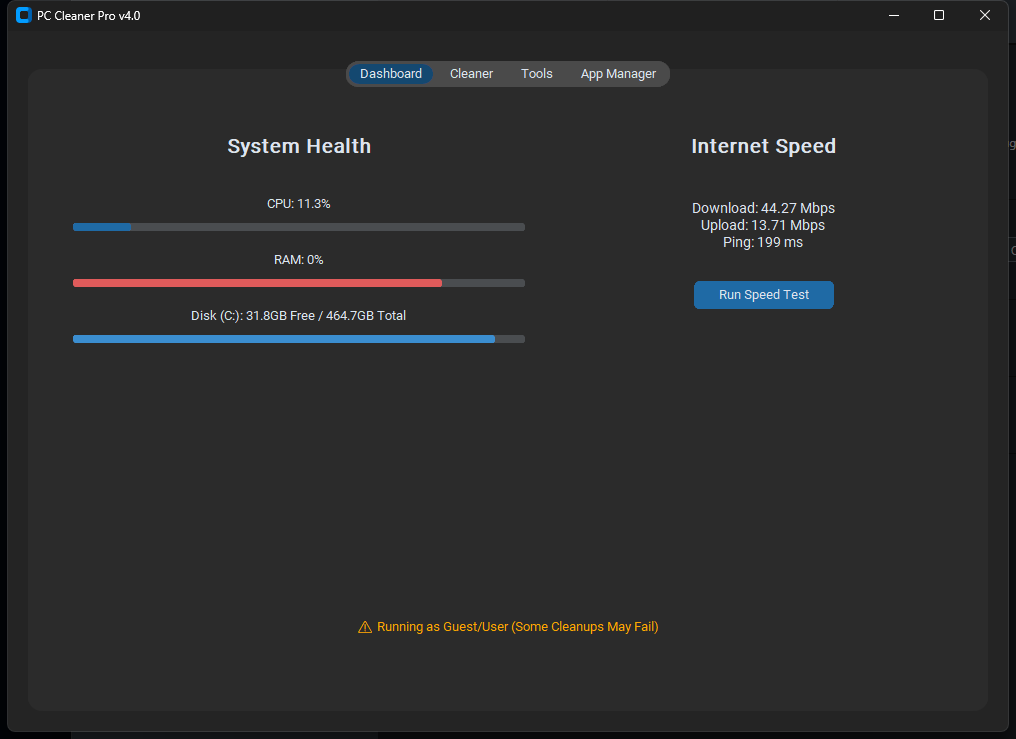 PC Cleaner Pro v4.0
Dashboard Cleaner Tools App Manager
System Health
CPU: 11.3%
RAM: 0%
Disk (C:): 31.8GB Free / 464.7GB Total
Internet Speed
Download: 44.27 Mbps
Upload: 13.71 Mbps
Ping: 199 ms
Run Speed Test
⚠ Running as Guest/User (Some Cleanups May Fail)